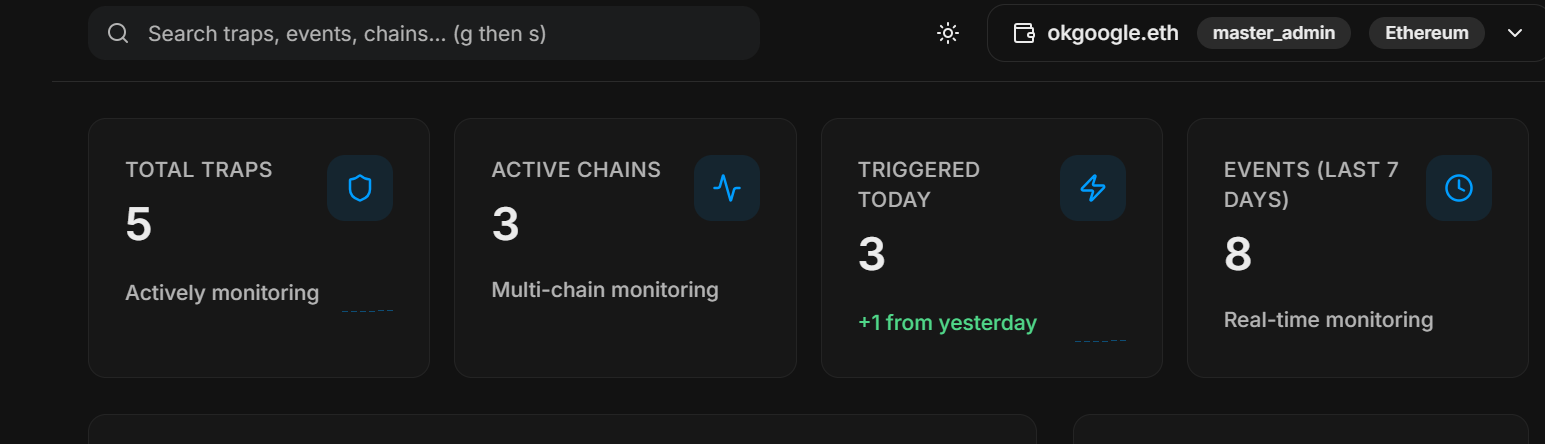 Search traps, events, chains... (g then s)
okgoogle.eth
master_admin
Ethereum
TOTAL TRAPS
5
Actively monitoring
ACTIVE CHAINS
3
Multi-chain monitoring
TRIGGERED
TODAY
3
+1 from yesterday
EVENTS (LAST 7
DAYS)
8
Real-time monitoring